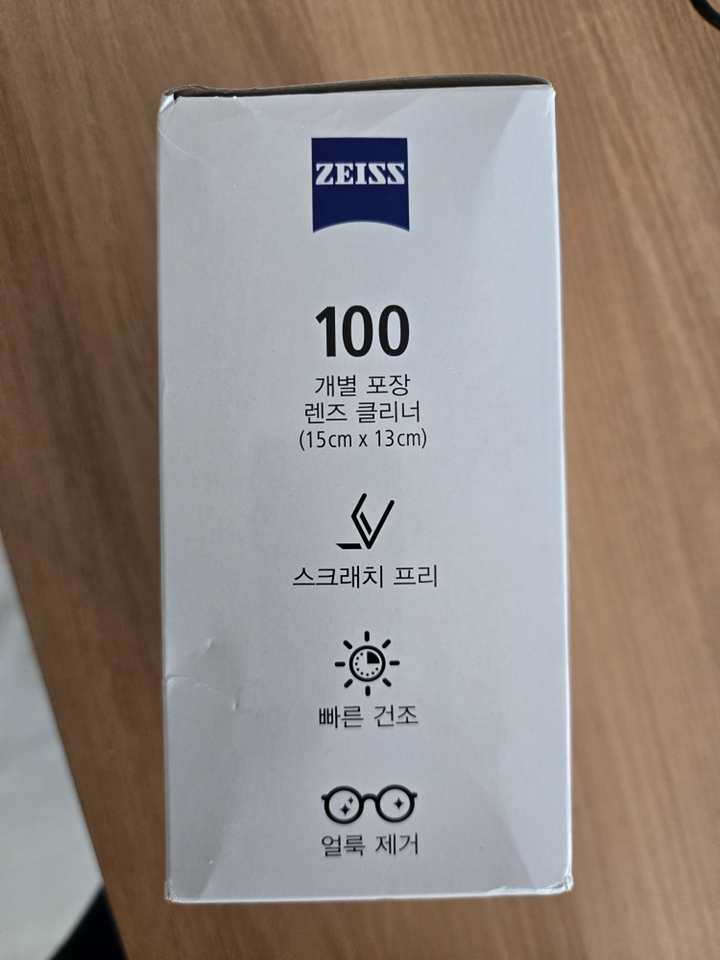 ZEISS
100
개별 포장
렌즈 클리너
(15cm x 13cm)
스크래치 프리
빠른 건조
얼룩 제거